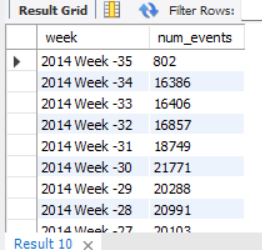 Result Grid Filter Rows:
week num_events
2014 Week -35 802
2014 Week -34 16386
2014 Week -33 16406
2014 Week -32 16857
2014 Week -31 18749
2014 Week -30 21771
2014 Week -29 20288
2014 Week -28 20991
2014 Week -27 20103
Result 10 ×